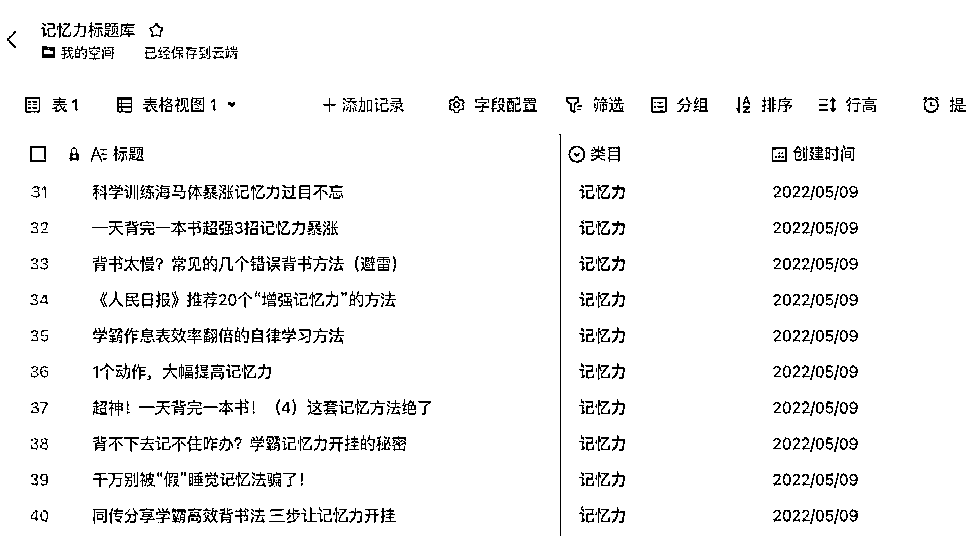 记忆力标题库
我的空间 已经保存到云端
表1 表格视图1 添加记录 字段配置 筛选 分组 排序 行高 提
标题 类目 创建时间
31 科学训练海马体暴涨记忆力过目不忘 记忆力 2022/05/09
32 一天背完一本书超强3招记忆力暴涨 记忆力 2022/05/09
33 背书太慢？常见的几个错误背书方法（避雷） 记忆力 2022/05/09
34 《人民日报》推荐20个“增强记忆力”的方法 记忆力 2022/05/09
35 学霸作息表效率翻倍的自律学习方法 记忆力 2022/05/09
36 1个动作，大幅提高记忆力 记忆力 2022/05/09
37 超神！一天背完一本书！（4）这套记忆方法绝了 记忆力 2022/05/09
38 背不下去记不住咋办？学霸记忆力开挂的秘密 记忆力 2022/05/09
39 千万别被“假”睡觉记忆法骗了！ 记忆力 2022/05/09
40 同传分享学霸高效背书法 三步让记忆力开挂 记忆力 2022/05/09